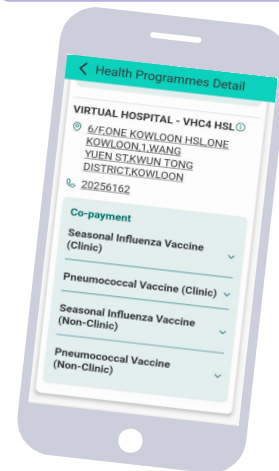 Health Programmes Detail
VIRTUAL HOSPITAL - VHC4 HSL
6/F,ONE KOWLOON HSL,ONE
KOWLOON,1,WANG
YUEN ST,KWUN TONG
DISTRICT,KOWLOON
20256162
Co-payment
Seasonal Influenza Vaccine
(Clinic)
Pneumococcal Vaccine (Clinic)
Seasonal Influenza Vaccine
(Non-Clinic)
Pneumococcal Vaccine
(Non-Clinic)